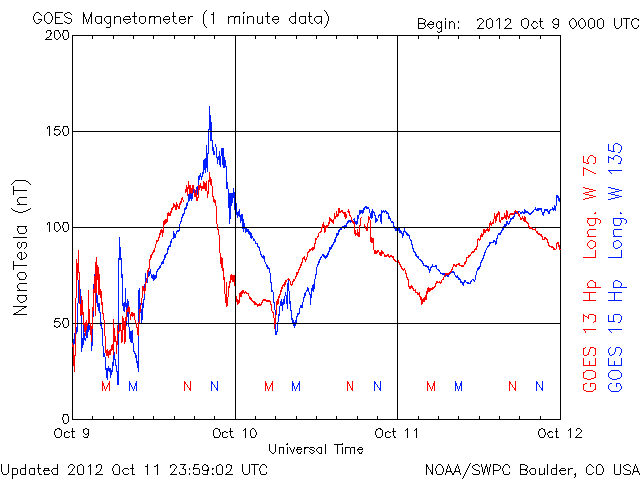 GOES Magnetometer (1 minute data)
Begin: 2012 Oct 9 0000 UTC
200
150
100
50
0
NanoTesla (nT)
M M N N M M N N M M N N
Oct 9 Oct 10 Oct 11 Oct 12
Universal Time
GOES 13 Hp Long. W 75
GOES 15 Hp Long. W 135
Updated 2012 Oct 11 23:59:02 UTC
NOAA/SWPC Boulder, CO USA